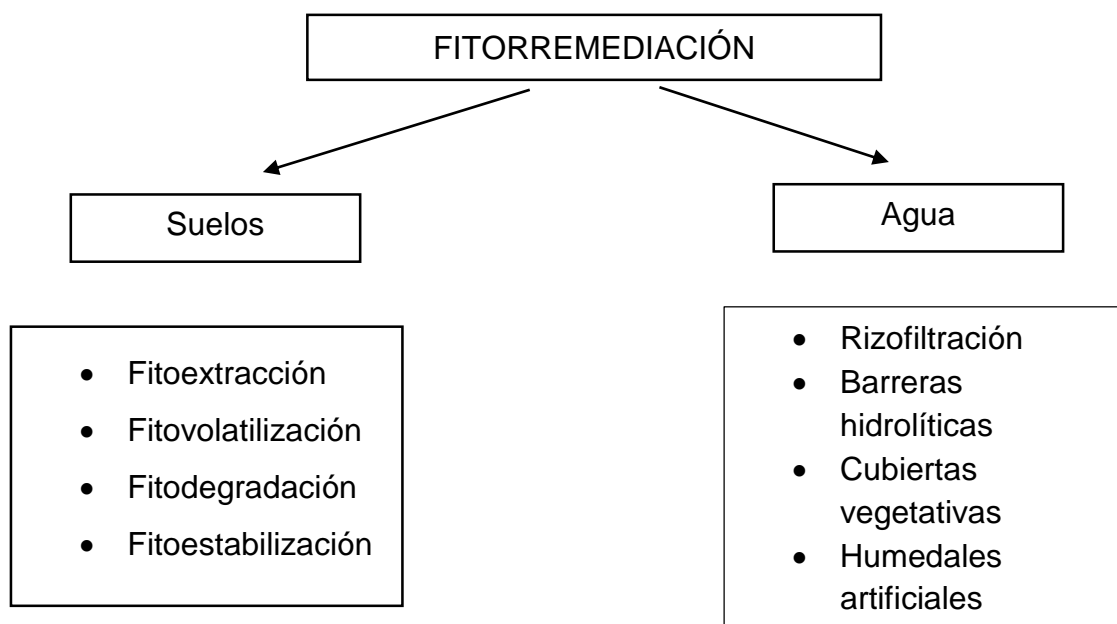 FITORREMEDIACIÓN
Suelos
Agua
• Fitoextracción
• Fitovolatilización
• Fitodegradación
• Fitoestabilización
• Rizofiltración
• Barreras
hidrolíticas
• Cubiertas
vegetativas
• Humedales
artificiales